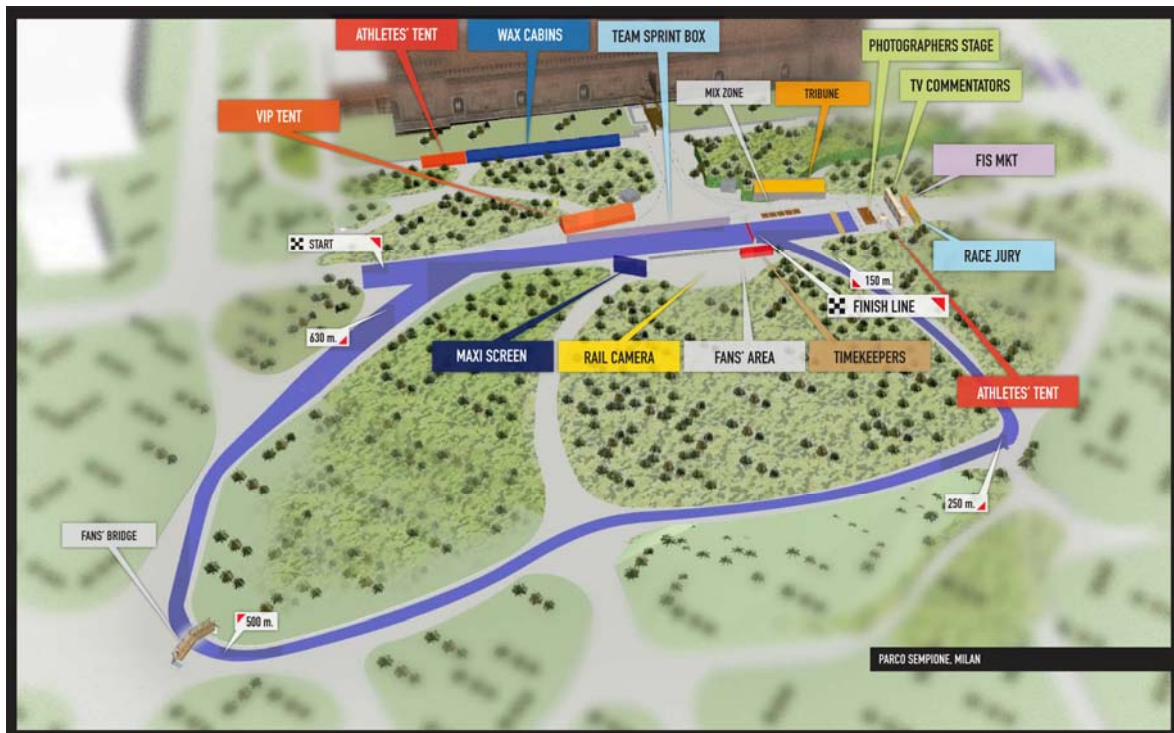 ATHLETES' TENT
WAX CABINS
TEAM SPRINT BOX
PHOTOGRAPHERS STAGE
TV COMMENTATORS
MIX ZONE
TRIBUNE
VIP TENT
FIS MKT
START
RACE JURY
150 m.
FINISH LINE
630 m.
MAXI SCREEN
RAIL CAMERA
FANS' AREA
TIMEKEEPERS
ATHLETES' TENT
250 m.
FANS' BRIDGE
500 m.
PARCO SEMPIONE, MILAN